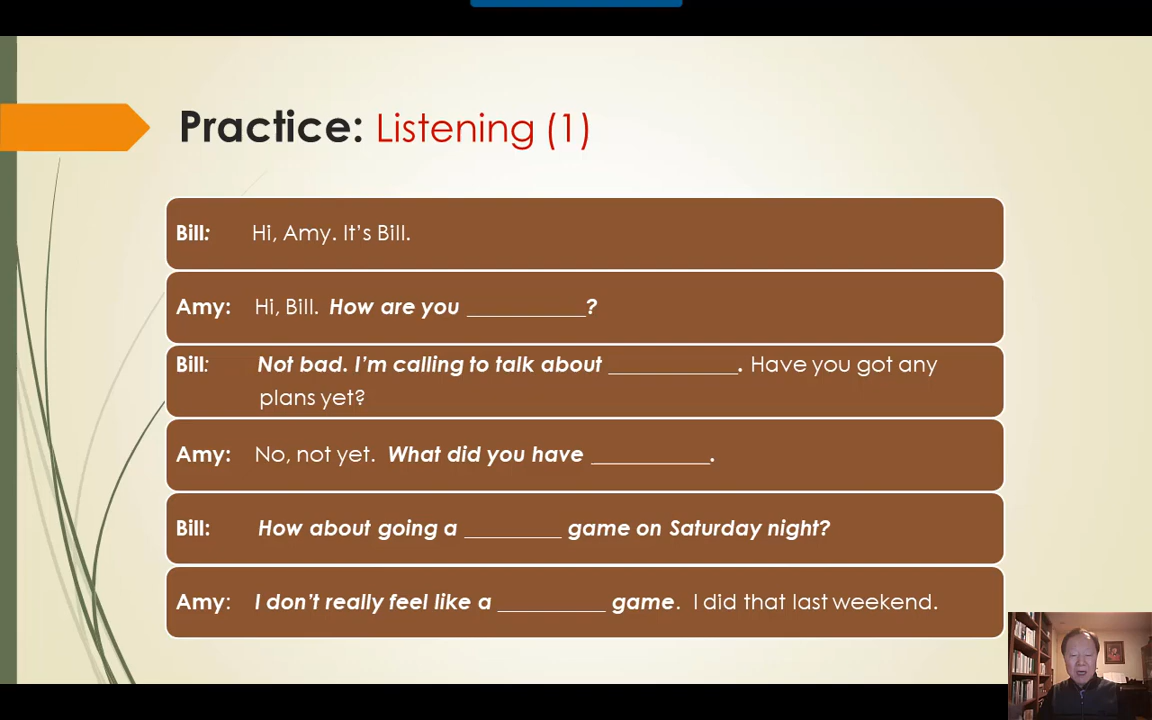 Practice: Listening (1)
Bill: Hi, Amy. It’s Bill.
Amy: Hi, Bill. How are you ___________?
Bill: Not bad. I’m calling to talk about ____________. Have you got any
plans yet?
Amy: No, not yet. What did you have ___________.
Bill: How about going a _________ game on Saturday night?
Amy: I don’t really feel like a __________ game. I did that last weekend.